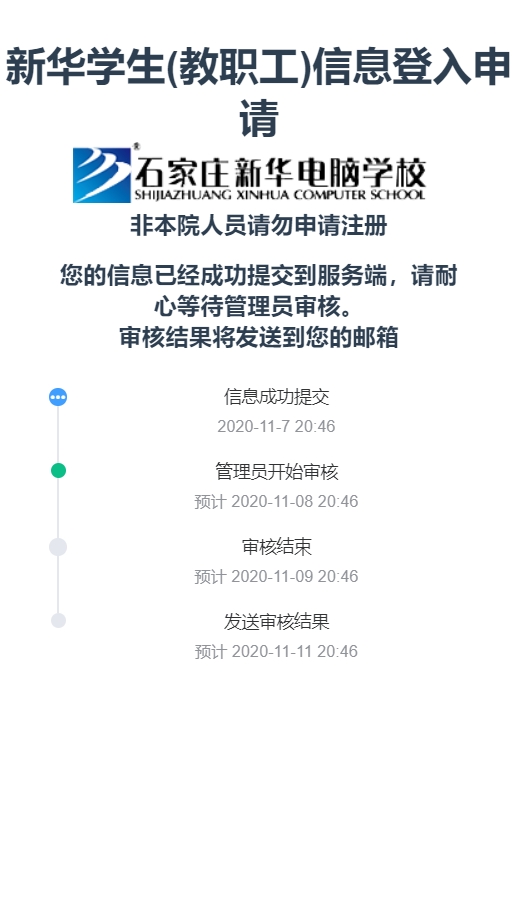 新华学生(教职工)信息登入申
请
石家庄新华电脑学校
SHIJIAZHUANG XINHUA COMPUTER SCHOOL
非本院人员请勿申请注册
您的信息已经成功提交到服务端，请耐
心等待管理员审核。
审核结果将发送到您的邮箱
信息成功提交
2020-11-7 20:46
管理员开始审核
预计 2020-11-08 20:46
审核结束
预计 2020-11-09 20:46
发送审核结果
预计 2020-11-11 20:46